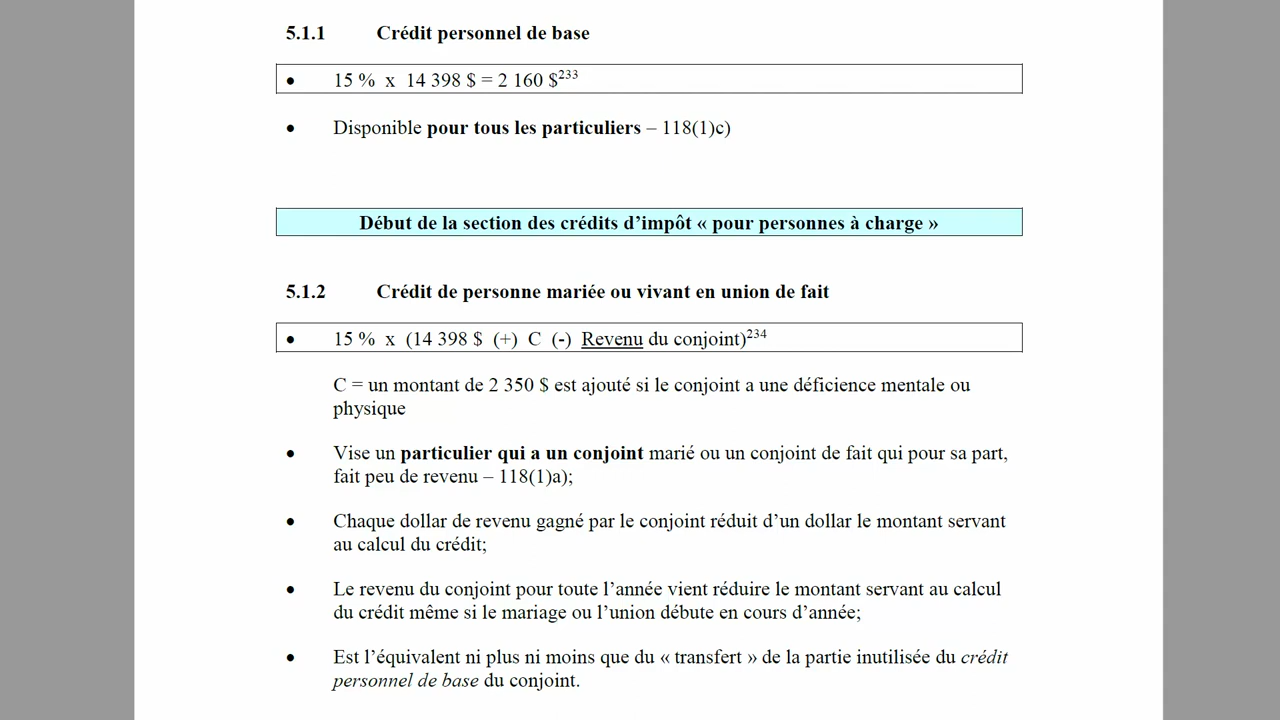 5.1.1 Crédit personnel de base
• 15 % x 14 398 $ = 2 160 $233
• Disponible pour tous les particuliers – 118(1)c)
Début de la section des crédits d’impôt « pour personnes à charge »
5.1.2 Crédit de personne mariée ou vivant en union de fait
• 15 % x (14 398 $ (+) C (-) Revenu du conjoint)234
C = un montant de 2 350 $ est ajouté si le conjoint a une déficience mentale ou
physique
• Vise un particulier qui a un conjoint marié ou un conjoint de fait qui pour sa part,
fait peu de revenu – 118(1)a);
• Chaque dollar de revenu gagné par le conjoint réduit d’un dollar le montant servant
au calcul du crédit;
• Le revenu du conjoint pour toute l’année vient réduire le montant servant au calcul
du crédit même si le mariage ou l’union débute en cours d’année;
• Est l’équivalent ni plus ni moins que du « transfert » de la partie inutilisée du crédit
personnel de base du conjoint.